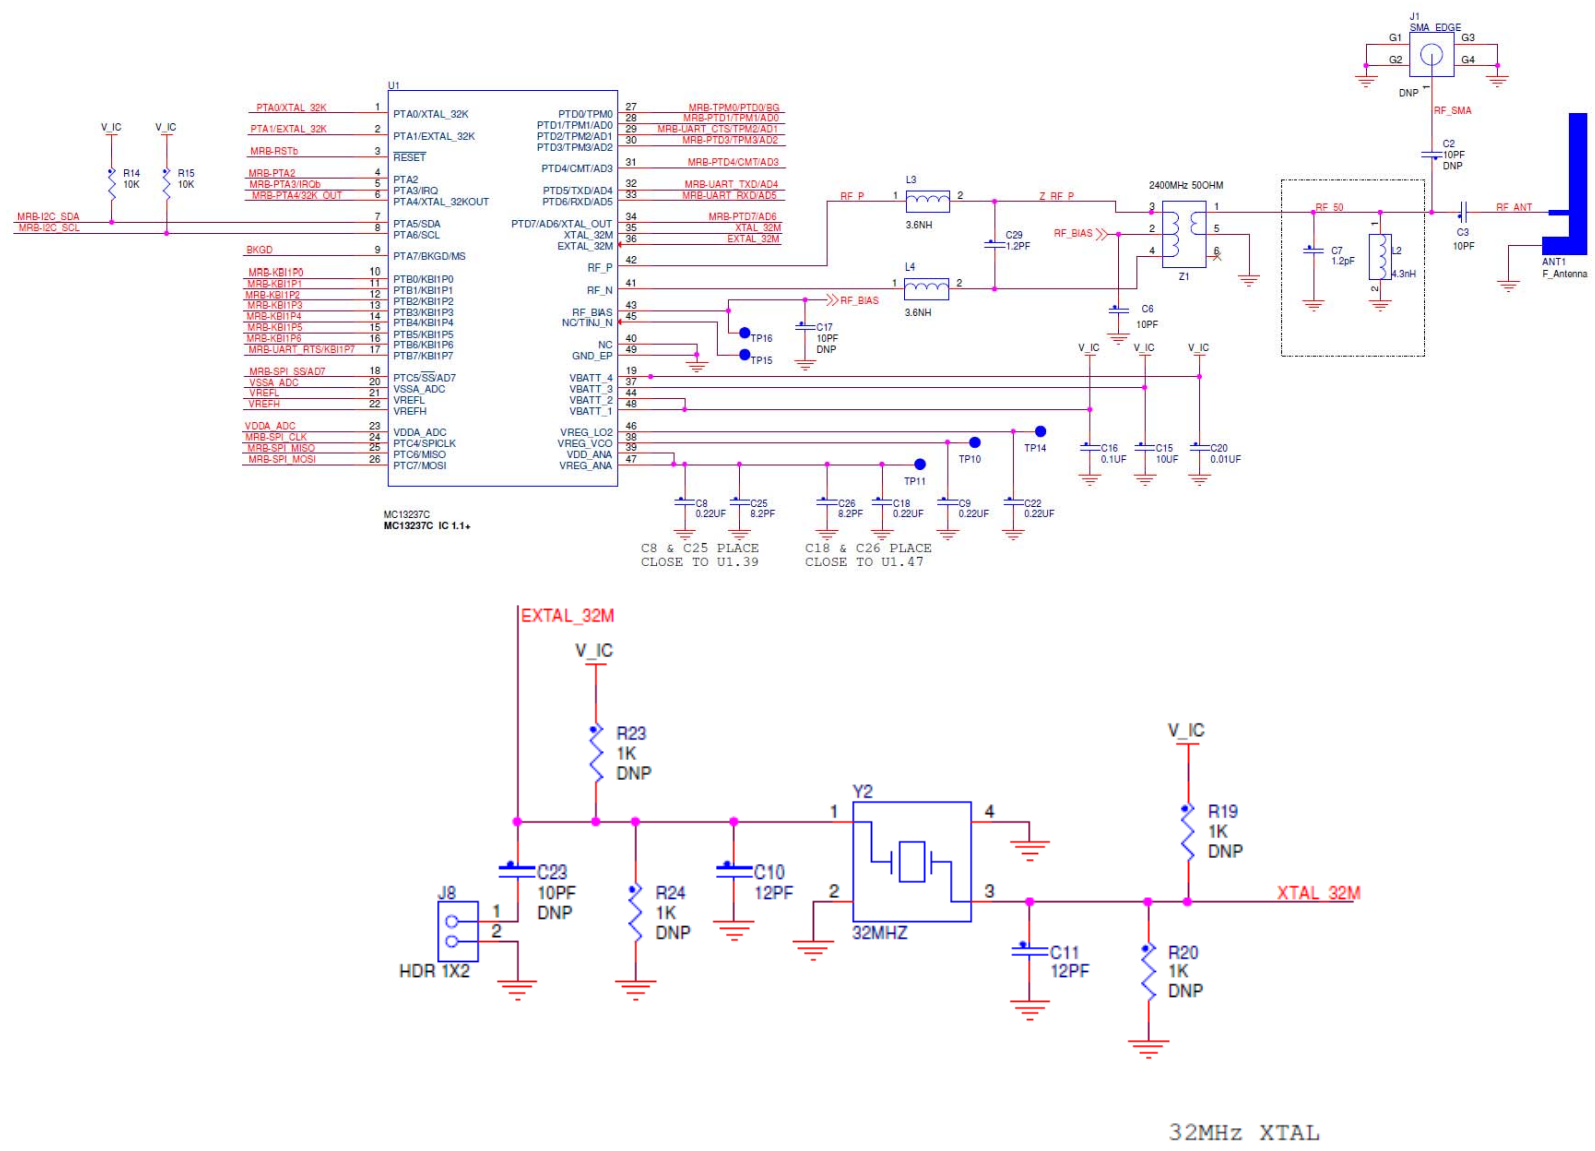 J1
SMA_EDGE
G1
G3
G2
G4
DNP
1
RF_SMA
C2
10PF
DNP
U1
PTA0/XTAL_32K
1
PTA0/XTAL_32K
PTA1/EXTAL_32K
2
PTA1/EXTAL_32K
MRB-RSTb
3
RESET
MRB-PTA2
4
PTA2
MRB-PTA3/IRQb
5
PTA3/IRQ
MRB-PTA4/32K_OUT
6
PTA4/XTAL_32KOUT
V_IC
V_IC
R14
10K
R15
10K
MRB-I2C_SDA
7
PTA5/SDA
MRB-I2C_SCL
8
PTA6/SCL
BKGD
9
PTA7/BKGD/MS
MRB-KBI1P0
10
PTB0/KBI1P0
MRB-KBI1P1
11
PTB1/KBI1P1
MRB-KBI1P2
12
PTB2/KBI1P2
MRB-KBI1P3
13
PTB3/KBI1P3
MRB-KBI1P4
14
PTB4/KBI1P4
MRB-KBI1P5
15
PTB5/KBI1P5
MRB-KBI1P6
16
PTB6/KBI1P6
MRB-UART_RTS/KBI1P7
17
PTB7/KBI1P7
MRB-SPI_SS/AD7
18
PTC5/SS/AD7
VSSA_ADC
20
VSSA_ADC
VREFL
21
VREFL
VREFH
22
VREFH
VDDA_ADC
23
VDDA_ADC
MRB-SPI_CLK
24
PTC4/SPICLK
MRB-SPI_MISO
25
PTC6/MISO
MRB-SPI_MOSI
26
PTC7/MOSI
PTD0/TPM0
27
MRB-TPM0/PTD0/BG
PTD1/TPM1/AD0
28
MRB-PTD1/TPM1/AD0
PTD2/TPM2/AD1
29
MRB-UART_CTS/TPM2/AD1
PTD3/TPM3/AD2
30
MRB-PTD3/TPM3/AD2
PTD4/CMT/AD3
31
MRB-PTD4/CMT/AD3
PTD5/TXD/AD4
32
MRB-UART_TXD/AD4
PTD6/RXD/AD5
33
MRB-UART_RXD/AD5
PTD7/AD6/XTAL_OUT
34
MRB-PTD7/AD6
XTAL_32M
35
XTAL_32M
EXTAL_32M
36
EXTAL_32M
RF_P
42
RF_N
41
RF_BIAS
43
NC/TINJ_N
45
NC
40
GND_EP
49
VBATT_4
19
VBATT_3
37
VBATT_2
44
VBATT_1
48
VREG_LO2
46
VREG_VCO
38
VDD_ANA
39
VREG_ANA
47
MC13237C
MC13237C IC 1.1+
RF_P
L3
1
2
3.6NH
Z_RF_P
C29
1.2PF
L4
1
2
3.6NH
RF_BIAS
TP16
TP15
C17
10PF
DNP
2400MHz 50OHM
3
2
4
1
5
6
Z1
RF_BIAS
C6
10PF
RF_50
C7
1.2pF
1
L2
4.3nH
2
C3
10PF
RF_ANT
ANT1
F_Antenna
V_IC
V_IC
V_IC
C16
0.1UF
C15
10UF
C20
0.01UF
TP14
TP10
TP11
C8
0.22UF
C25
8.2PF
C26
8.2PF
C18
0.22UF
C9
0.22UF
C22
0.22UF
C8 & C25 PLACE
CLOSE TO U1.39
C18 & C26 PLACE
CLOSE TO U1.47
EXTAL_32M
V_IC
R23
1K
DNP
C23
10PF
DNP
J8
1
2
HDR 1X2
R24
1K
DNP
C10
12PF
Y2
1
4
2
3
32MHZ
V_IC
R19
1K
DNP
XTAL_32M
C11
12PF
R20
1K
DNP
32MHz XTAL